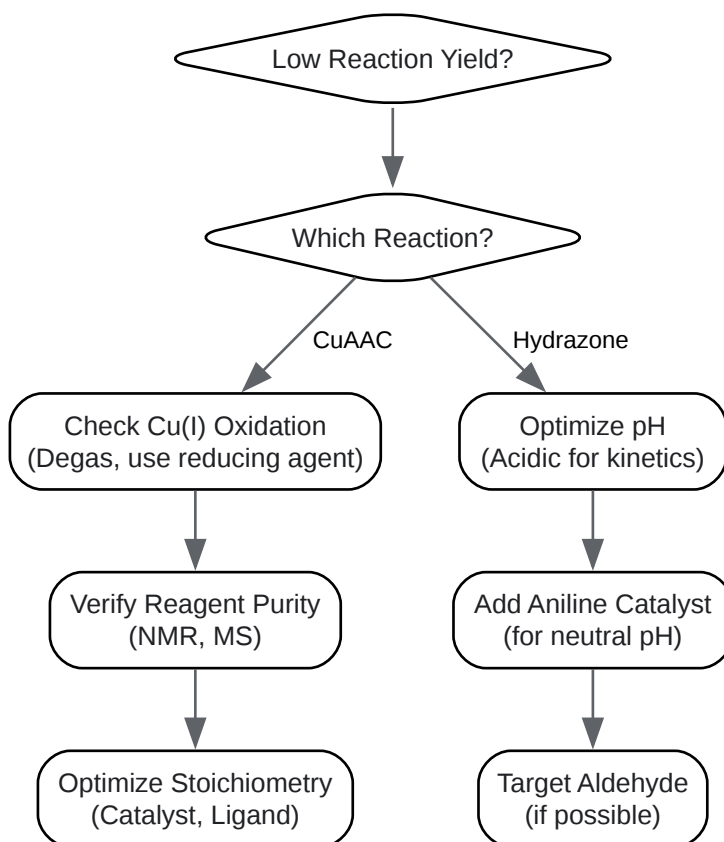 Low Reaction Yield?
Which Reaction?
CuAAC
Hydrazone
Check Cu(I) Oxidation
(Degas, use reducing agent)
Optimize pH
(Acidic for kinetics)
Verify Reagent Purity
(NMR, MS)
Add Aniline Catalyst
(for neutral pH)
Optimize Stoichiometry
(Catalyst, Ligand)
Target Aldehyde
(if possible)